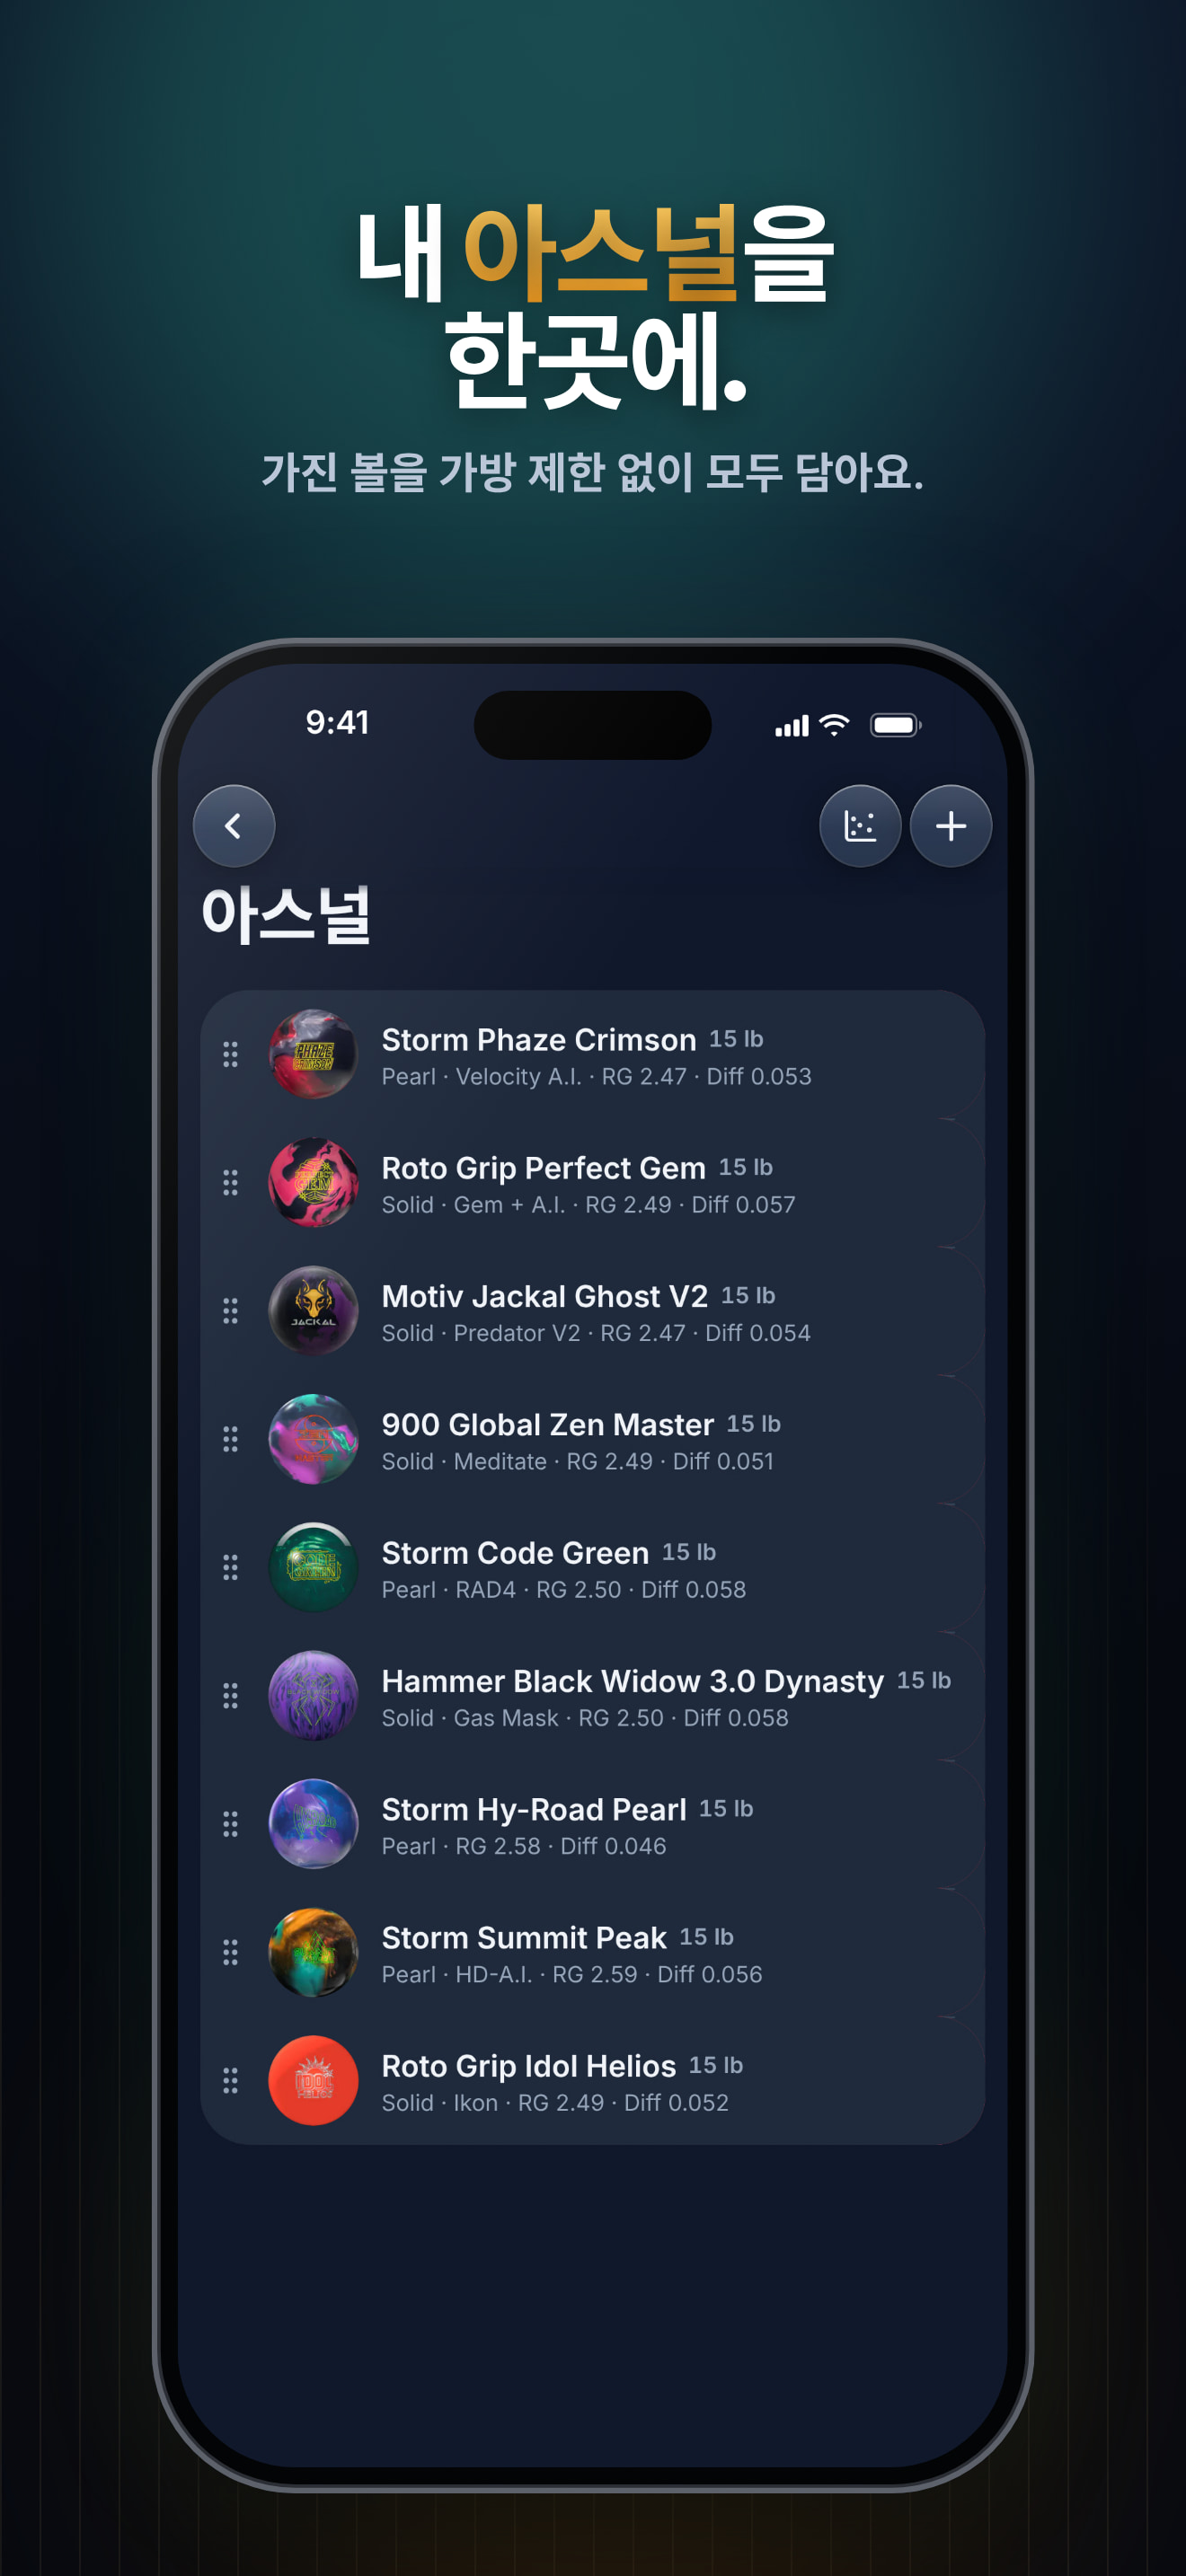 내 아스널을
한곳에.
가진 볼을 가방 제한 없이 모두 담아요.
9:41
아스널
PHAZE
CRIMSON
Storm Phaze Crimson 15 lb
Pearl · Velocity A.I. · RG 2.47 · Diff 0.053
GEM
Roto Grip Perfect Gem 15 lb
Solid · Gem + A.I. · RG 2.49 · Diff 0.057
JACKAL
Motiv Jackal Ghost V2 15 lb
Solid · Predator V2 · RG 2.47 · Diff 0.054
900 Global Zen Master 15 lb
Solid · Meditate · RG 2.49 · Diff 0.051
Storm Code Green 15 lb
Pearl · RAD4 · RG 2.50 · Diff 0.058
Hammer Black Widow 3.0 Dynasty 15 lb
Solid · Gas Mask · RG 2.50 · Diff 0.058
Storm Hy-Road Pearl 15 lb
Pearl · RG 2.58 · Diff 0.046
Storm Summit Peak 15 lb
Pearl · HD-A.I. · RG 2.59 · Diff 0.056
IDOL
HELIOS
Roto Grip Idol Helios 15 lb
Solid · Ikon · RG 2.49 · Diff 0.052